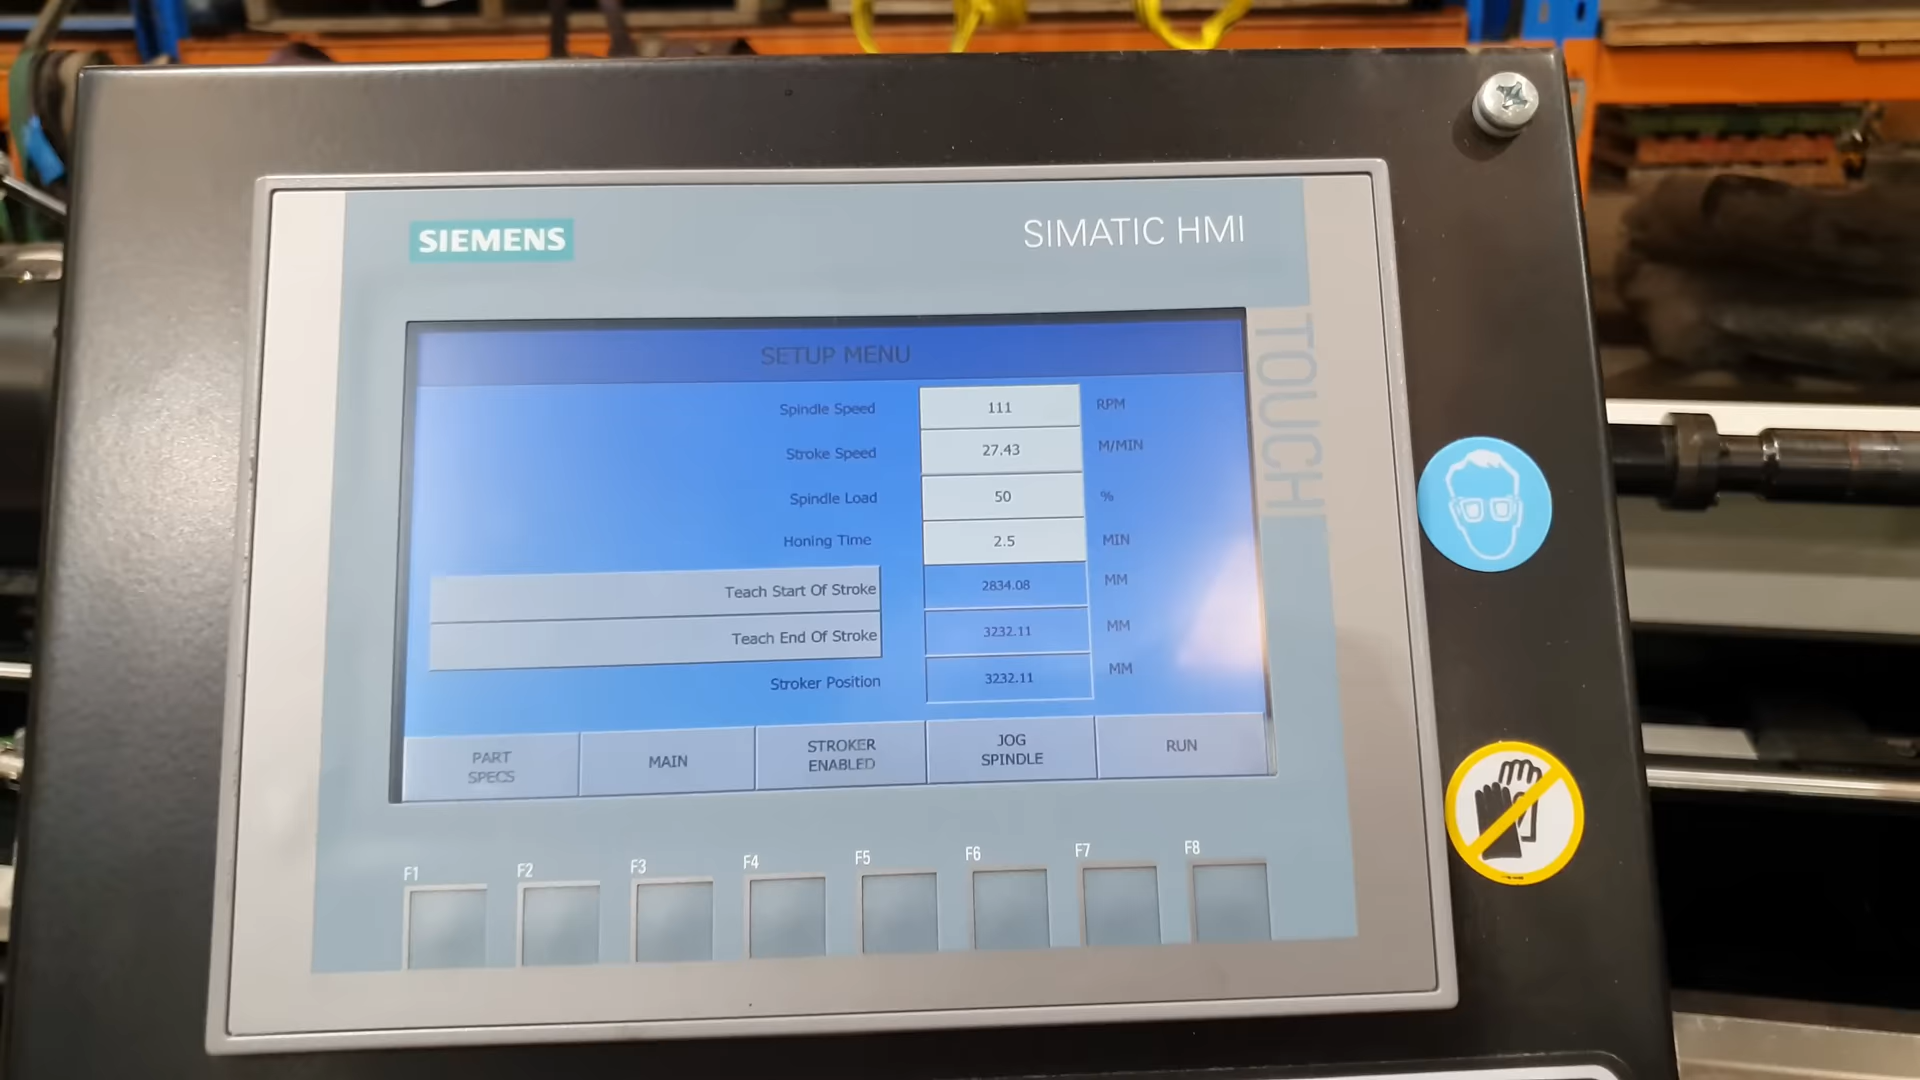 SIEMENS
SIMATIC HMI
TOUCH
SETUP MENU
Spindle Speed 111 RPM
Stroke Speed 27.43 M/MIN
Spindle Load 50 %
Honing Time 2.5 MIN
Teach Start Of Stroke 2834.08 MM
Teach End Of Stroke 3232.11 MM
Stroker Position 3232.11 MM
PART SPECS
MAIN
STROKER ENABLED
JOG SPINDLE
RUN
F1 F2 F3 F4 F5 F6 F7 F8